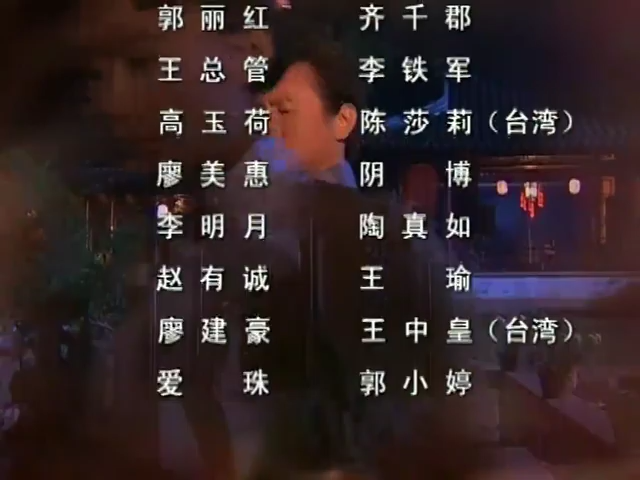 郭丽红 齐千郡
王总管 李铁军
高玉荷 陈莎莉（台湾）
廖美惠 阴博
李明月 陶真如
赵有诚 王瑜
廖建豪 王中皇（台湾）
爱珠 郭小婷